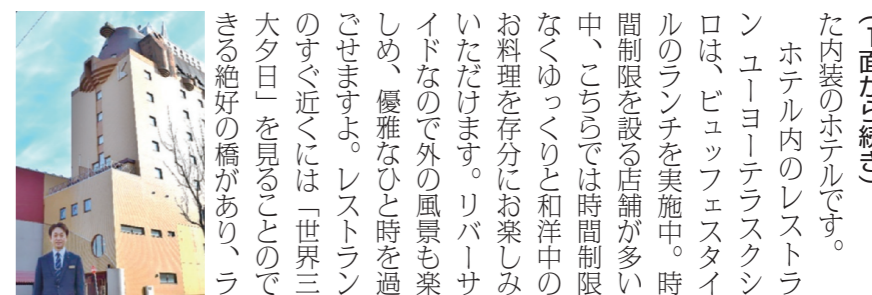 (1面から続き)
た内装のホテルです。
ホテル内のレストラ
ン ユーヨーテラスクシ
ロは、ビュッフェスタイ
ルのランチを実施中。時
間制限を設る店舗が多い
中、こちらでは時間制限
なくゆっくりと和洋中の
お料理を存分にお楽しみ
いただけます。リバーサ
イドなので外の風景も楽
しめ、優雅なひと時を過
ごせますよ。レストラン
のすぐ近くには「世界三
大夕日」を見ることので
きる絶好の橋があり、ラ